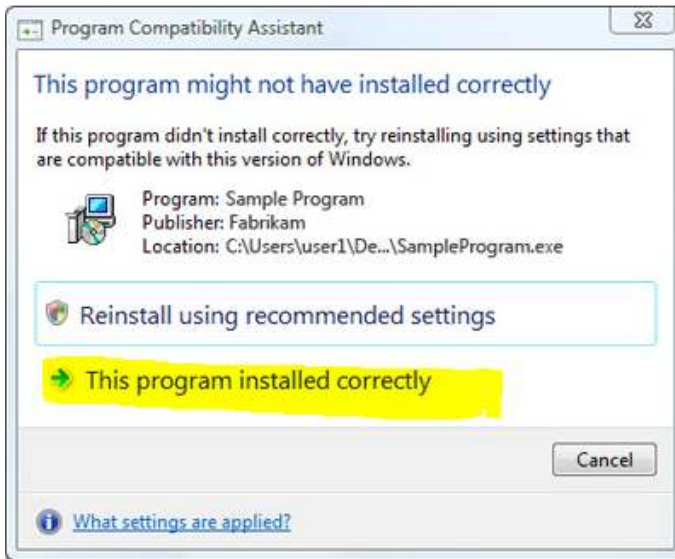 Program Compatibility Assistant
This program might not have installed correctly
If this program didn't install correctly, try reinstalling using settings that
are compatible with this version of Windows.
Program: Sample Program
Publisher: Fabrikam
Location: C:\Users\user1\De...\SampleProgram.exe
Reinstall using recommended settings
This program installed correctly
Cancel
What settings are applied?